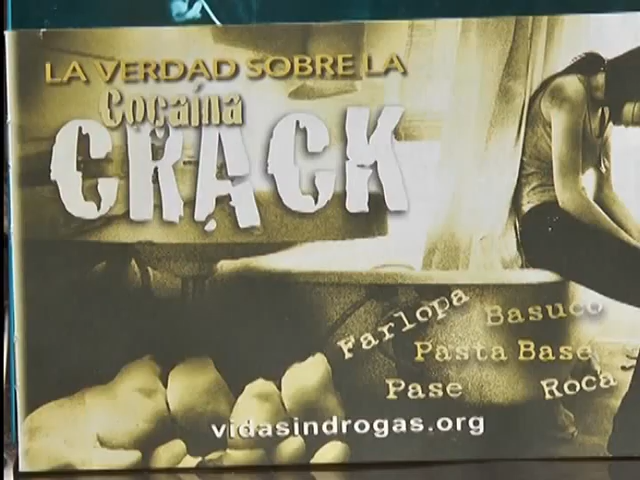 LA VERDAD SOBRE LA
Cocaína
CRACK
Farlopa
Basuco
Pasta Base
Pase
Roca
vidasindrogas.org